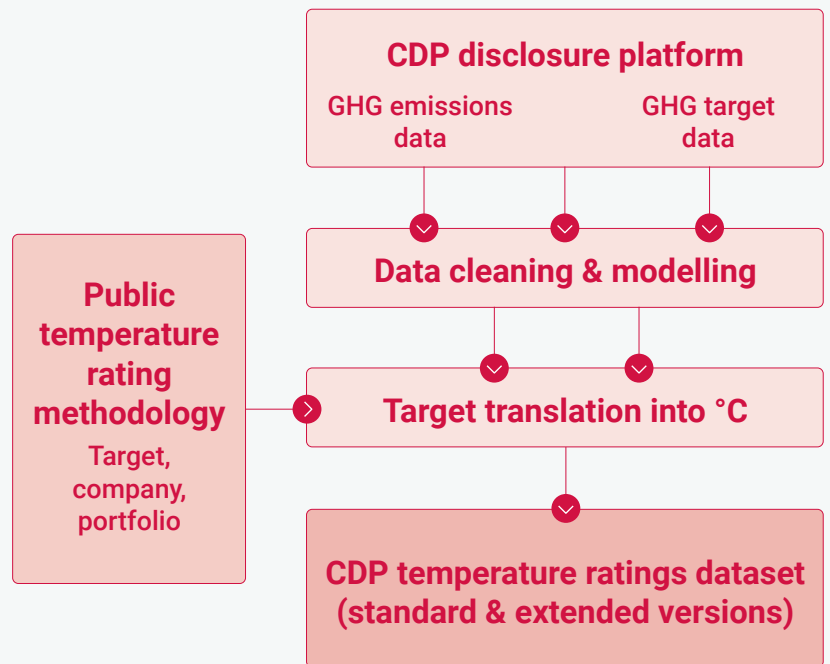 CDP disclosure platform
GHG emissions
data
GHG target
data
Data cleaning & modelling
Public
temperature
rating
methodology
Target,
company,
portfolio
Target translation into °C
CDP temperature ratings dataset
(standard & extended versions)